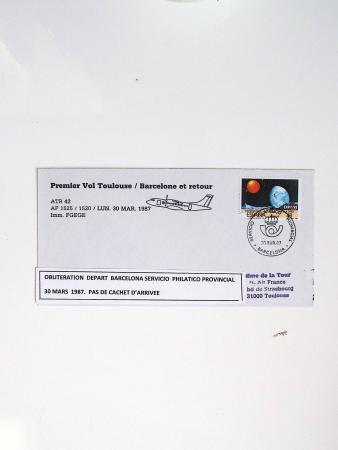 Premier Vol Toulouse / Barcelone et retour
ATR 42
AF 1525 / 1520 / LUN. 30 MAR. 1987
Imm. FGEGE
ESPAÑA
BARCELONA
OBLITERATION DEPART BARCELONA SERVICIO PHILATICO PROVINCIAL
30 MARS 1987. PAS DE CACHET D'ARRIVEE
de la Tour
Air France
de Strasbourg
31000 Toulouse